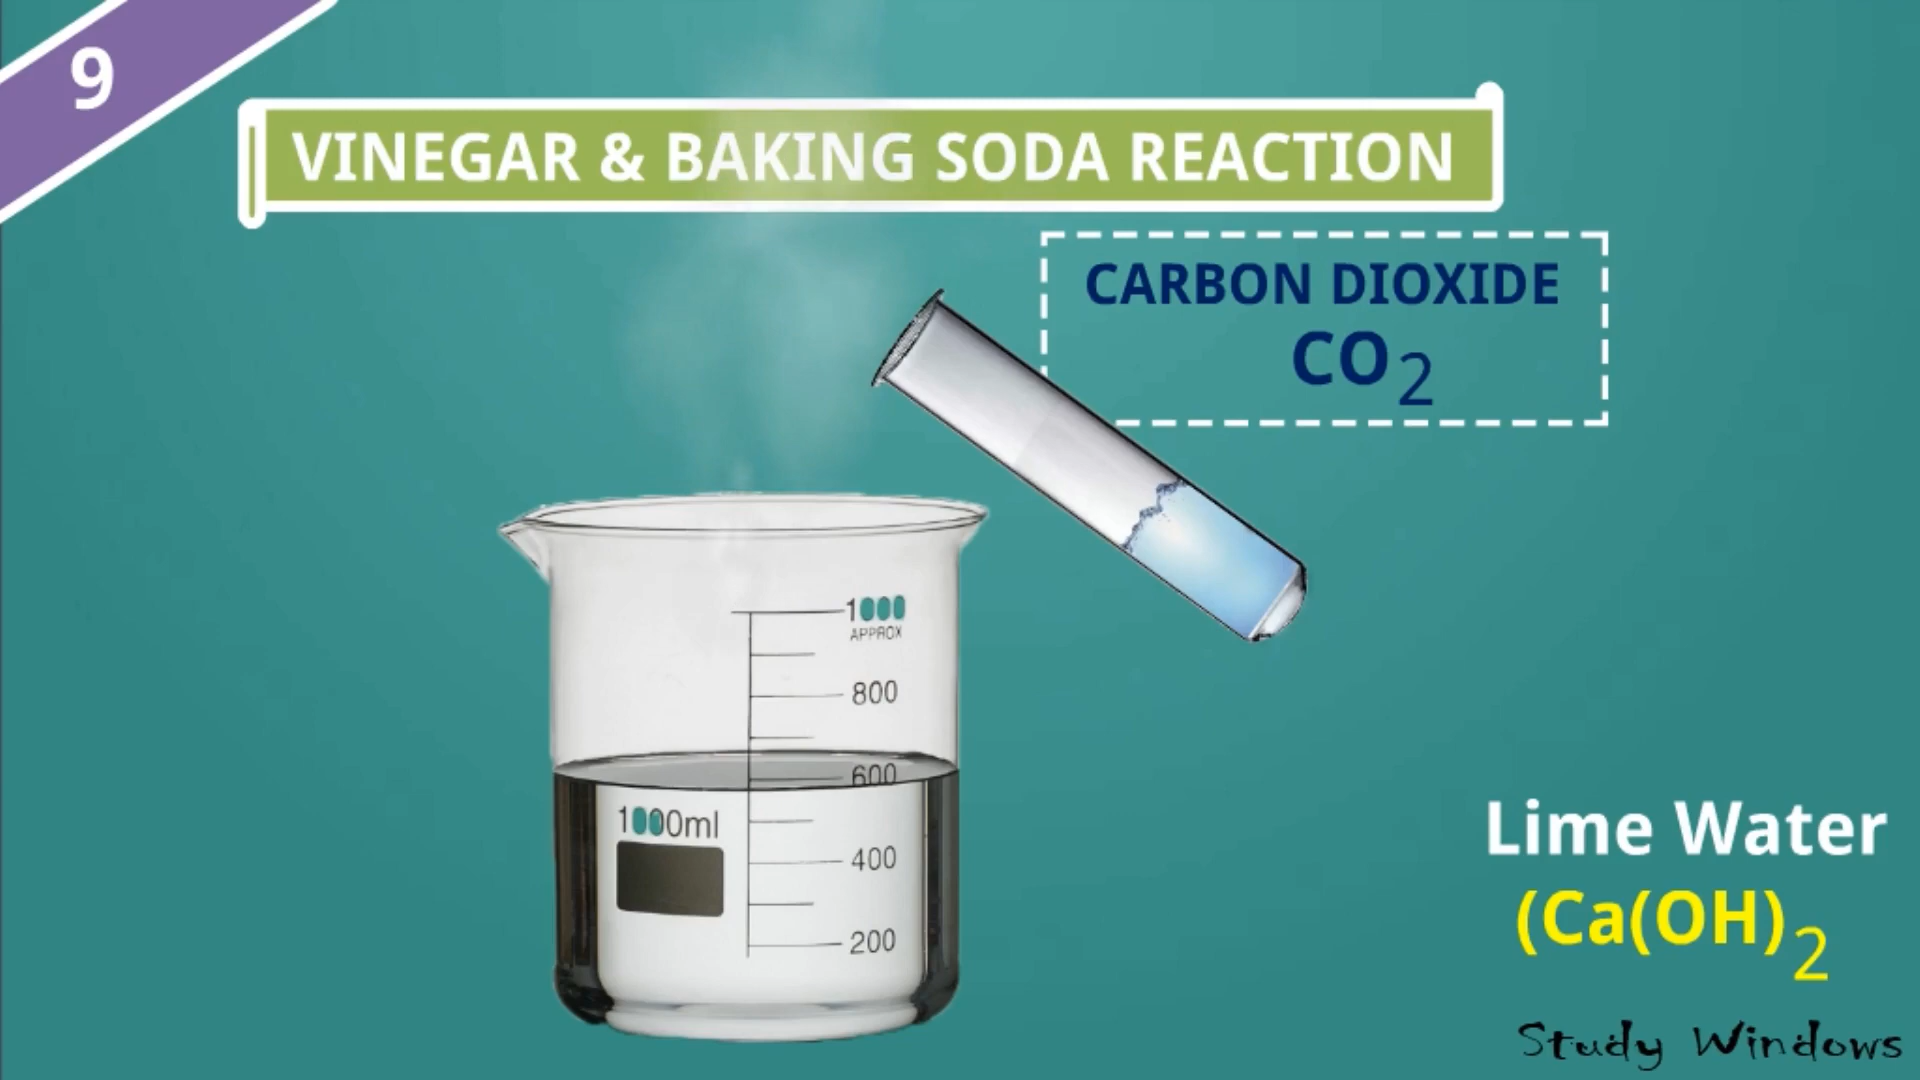 9
VINEGAR & BAKING SODA REACTION
CARBON DIOXIDE
CO2
1000
APPROX
800
600
1000ml
400
200
Lime Water
(Ca(OH)2
Study Windows